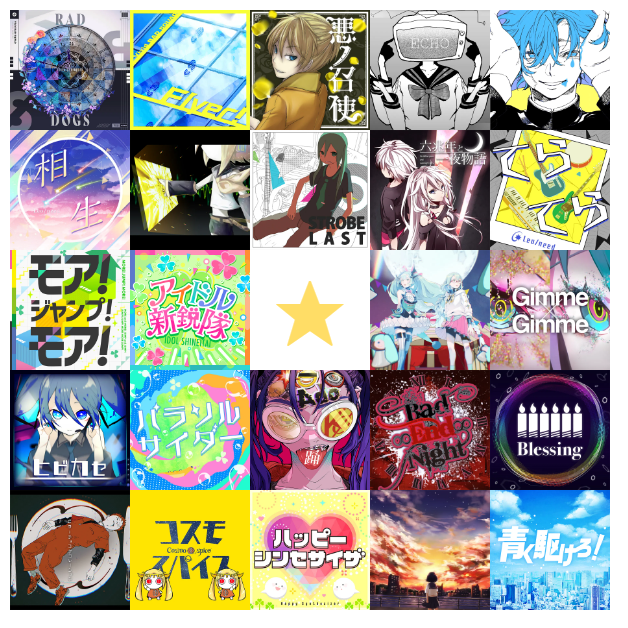 RAD
DOGS
Elver!
悪ノ召使
ECHO
相生
STROBE
LAST
六兆年と
一夜物語
てらてら
Leo/need
モア!
ジャンプ!
モア!
アイドル
新鋭隊
IDOL SHINEITAI
Gimme
Gimme
ヒビカセ
パラソル
サイダー
Ado
踊
Bad
End
Night
Blessing
コスモ
Cosmo spice
スパイス
ハッピー
シンセサイザ
Happy Synthesizer
青く駆けろ!